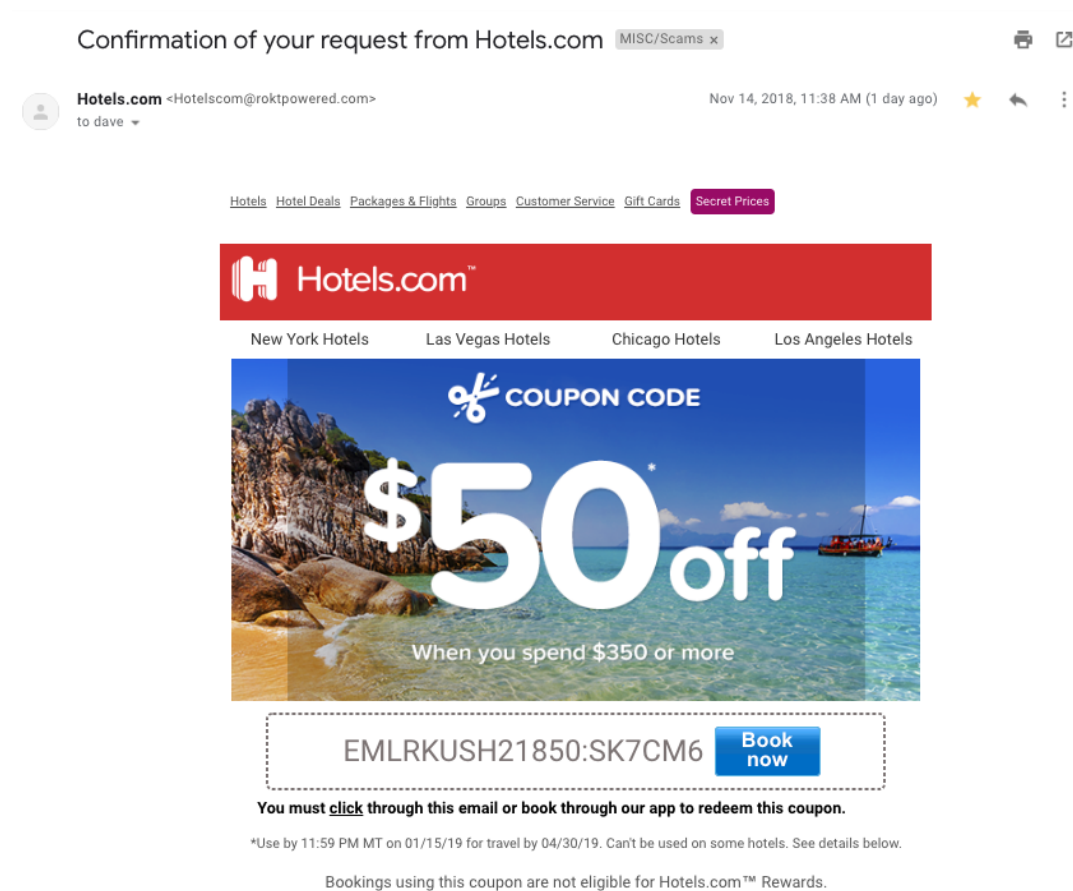 Confirmation of your request from Hotels.com MISC/Scams x
Hotels.com <Hotelscom@roktpowered.com> Nov 14, 2018, 11:38 AM (1 day ago)
to dave
Hotels Hotel Deals Packages & Flights Groups Customer Service Gift Cards Secret Prices
Hotels.com™
New York Hotels Las Vegas Hotels Chicago Hotels Los Angeles Hotels
COUPON CODE
$50* off
When you spend $350 or more
EMLRKUSH21850:SK7CM6 Book
now
You must click through this email or book through our app to redeem this coupon.
*Use by 11:59 PM MT on 01/15/19 for travel by 04/30/19. Can't be used on some hotels. See details below.
Bookings using this coupon are not eligible for Hotels.com™ Rewards.